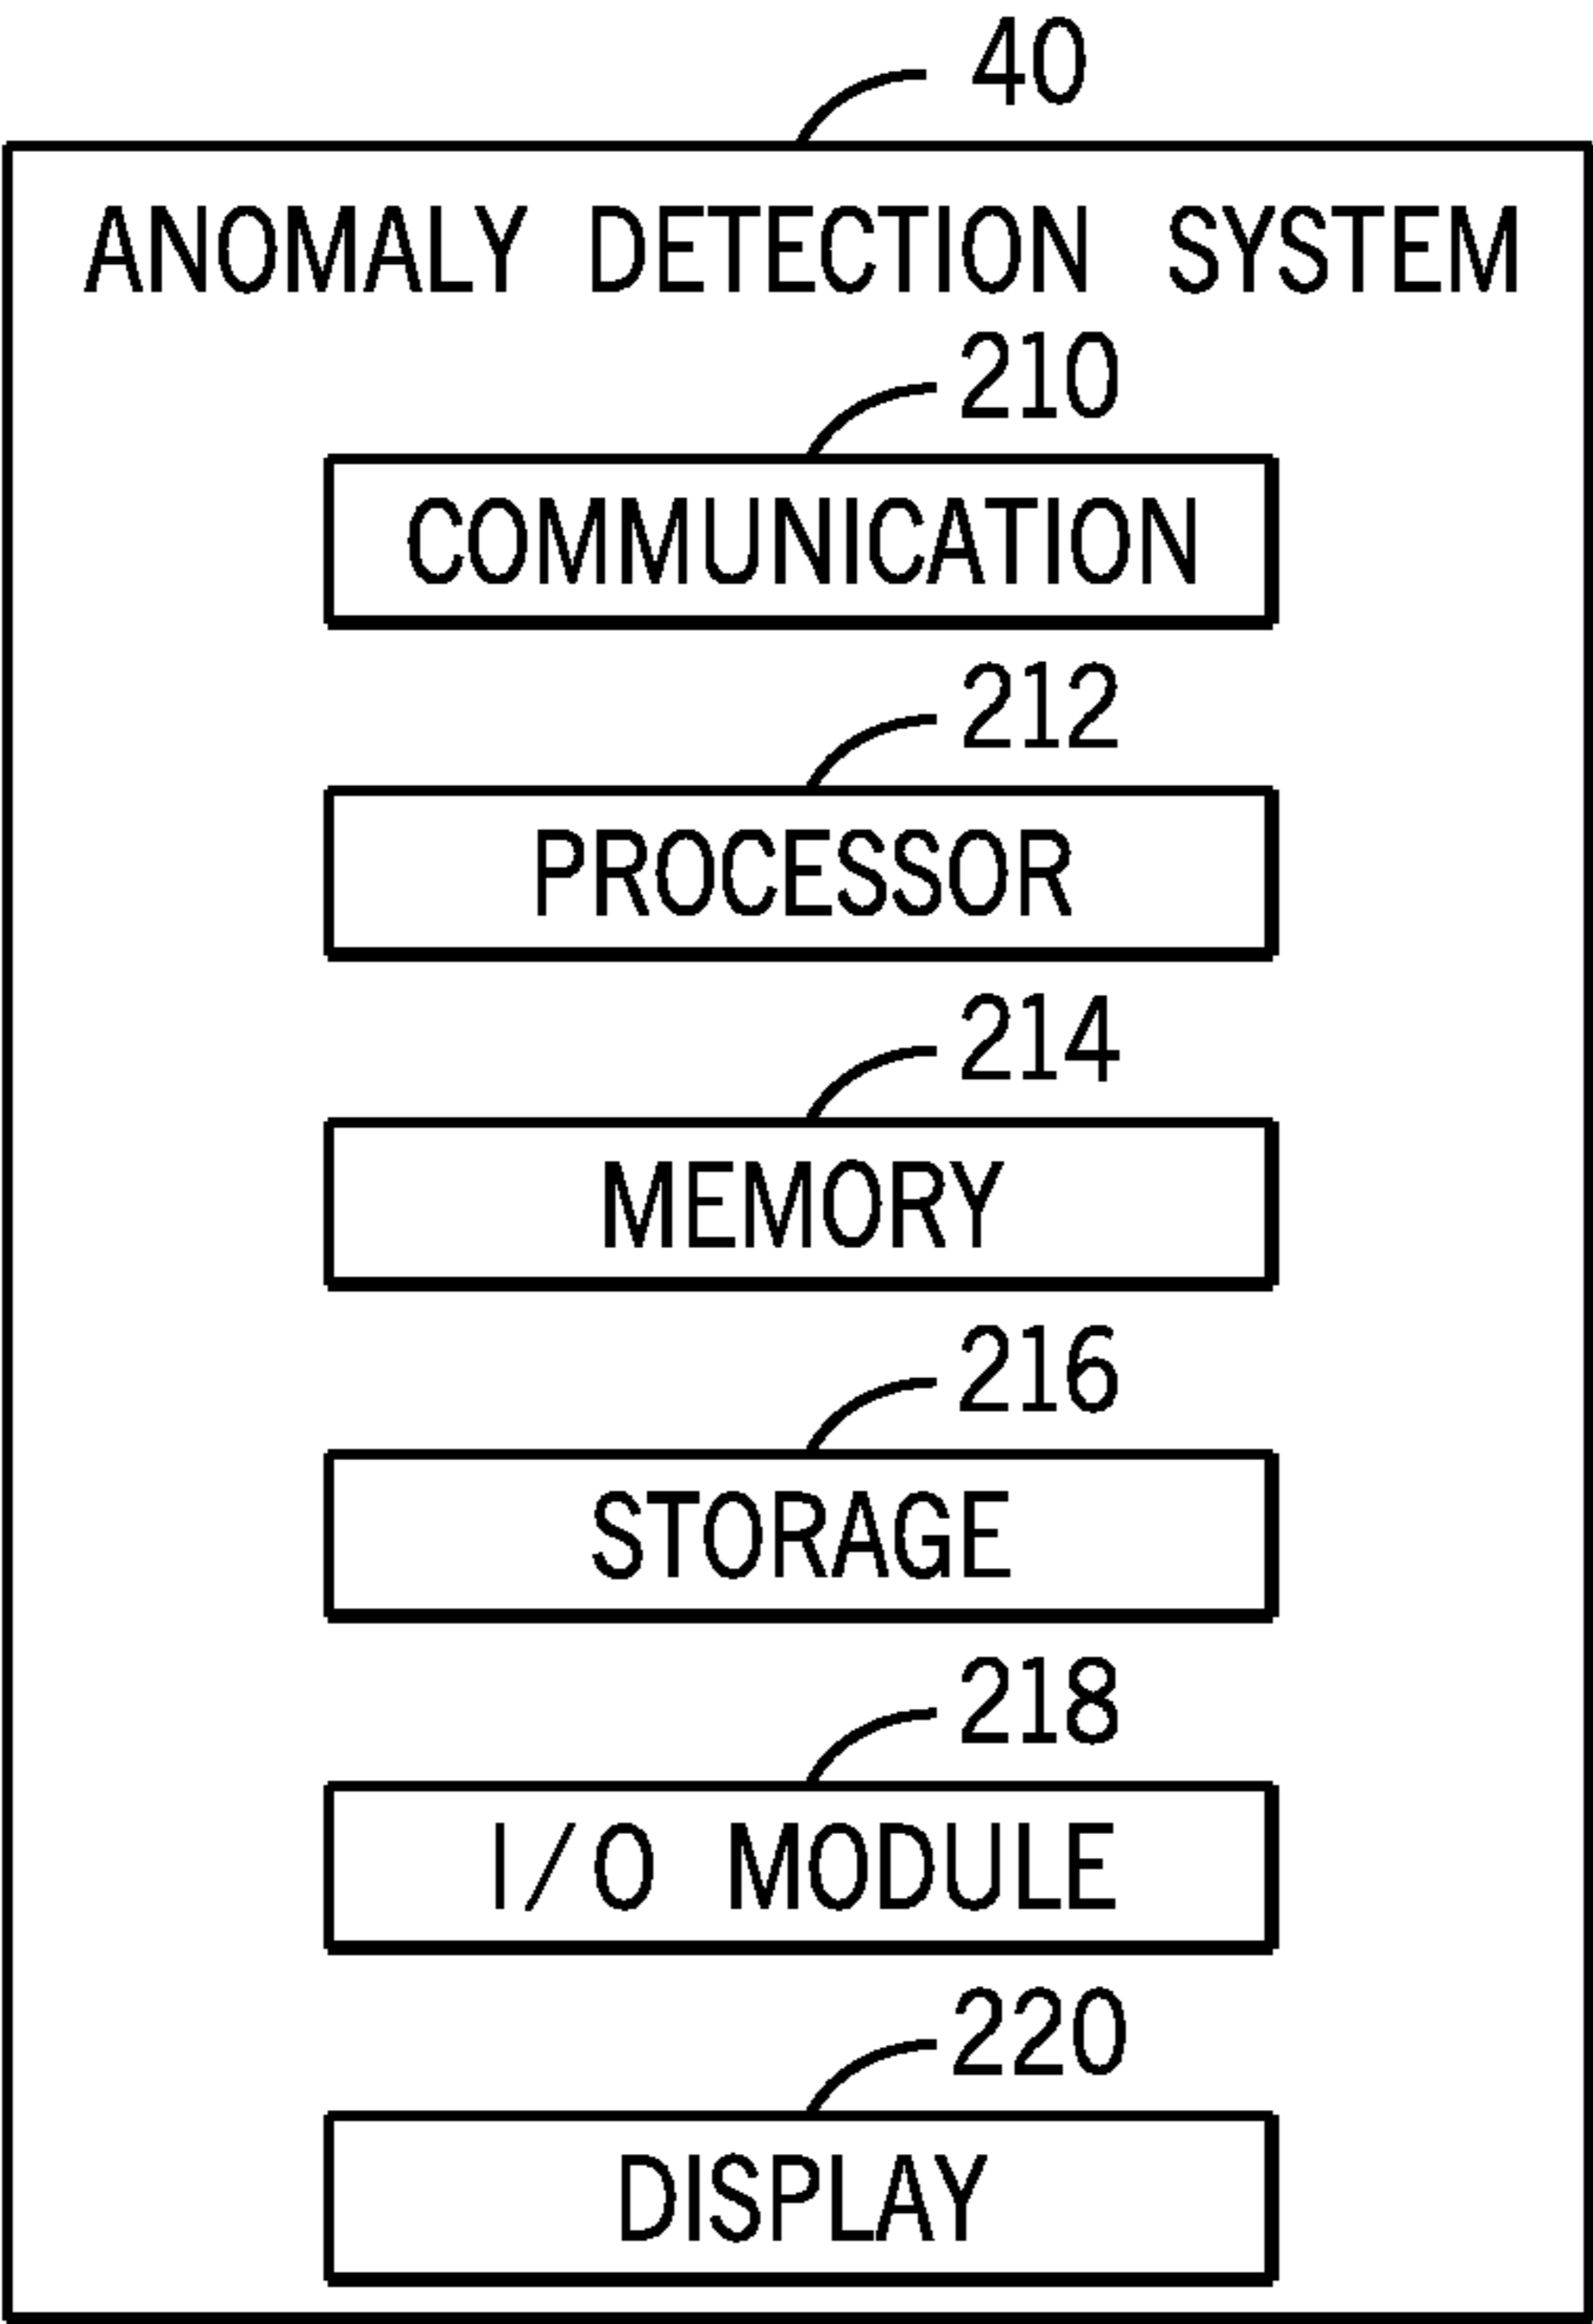 40
ANOMALY DETECTION SYSTEM
210
COMMUNICATION
212
PROCESSOR
214
MEMORY
216
STORAGE
218
I/O MODULE
220
DISPLAY